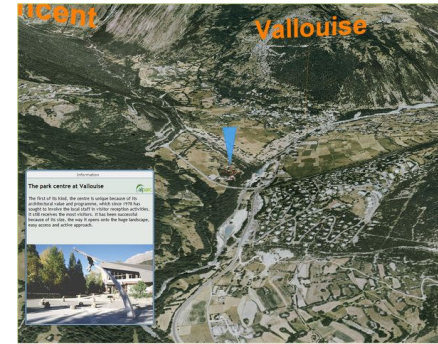 icent
Vallouise
Information
The park centre at Vallouise
The first of its kind, the centre is unique because of its
architectural value and programme, which since 1970 has
sought to involve the local staff in visitor reception activities.
It still receives the most visitors. It has been successful
because of its size, the way it opens onto the huge landscape,
easy access and active approach.